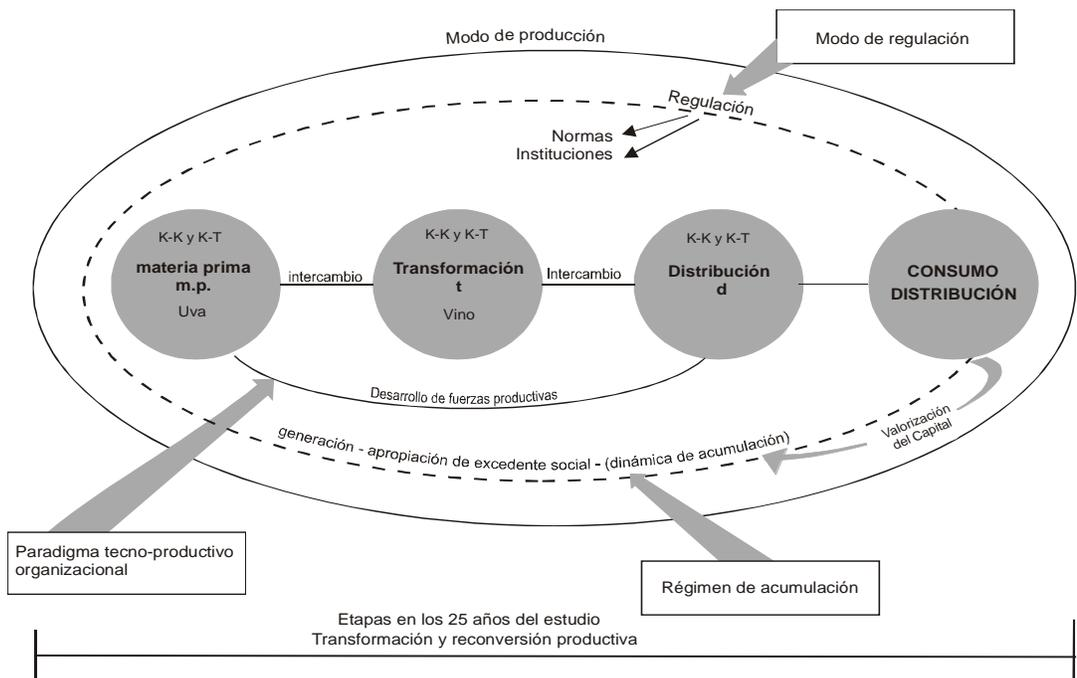 Modo de producción
Modo de regulación
Regulación
Normas
Instituciones
K-K y K-T
materia prima
m.p.
Uva
intercambio
K-K y K-T
Transformación
t
Vino
Intercambio
K-K y K-T
Distribución
d
CONSUMO
DISTRIBUCIÓN
Desarrollo de fuerzas productivas
generación - apropiación de excedente social - (dinámica de acumulación)
Valorización
del Capital
Paradigma tecno-productivo
organizacional
Régimen de acumulación
Etapas en los 25 años del estudio
Transformación y reconversión productiva